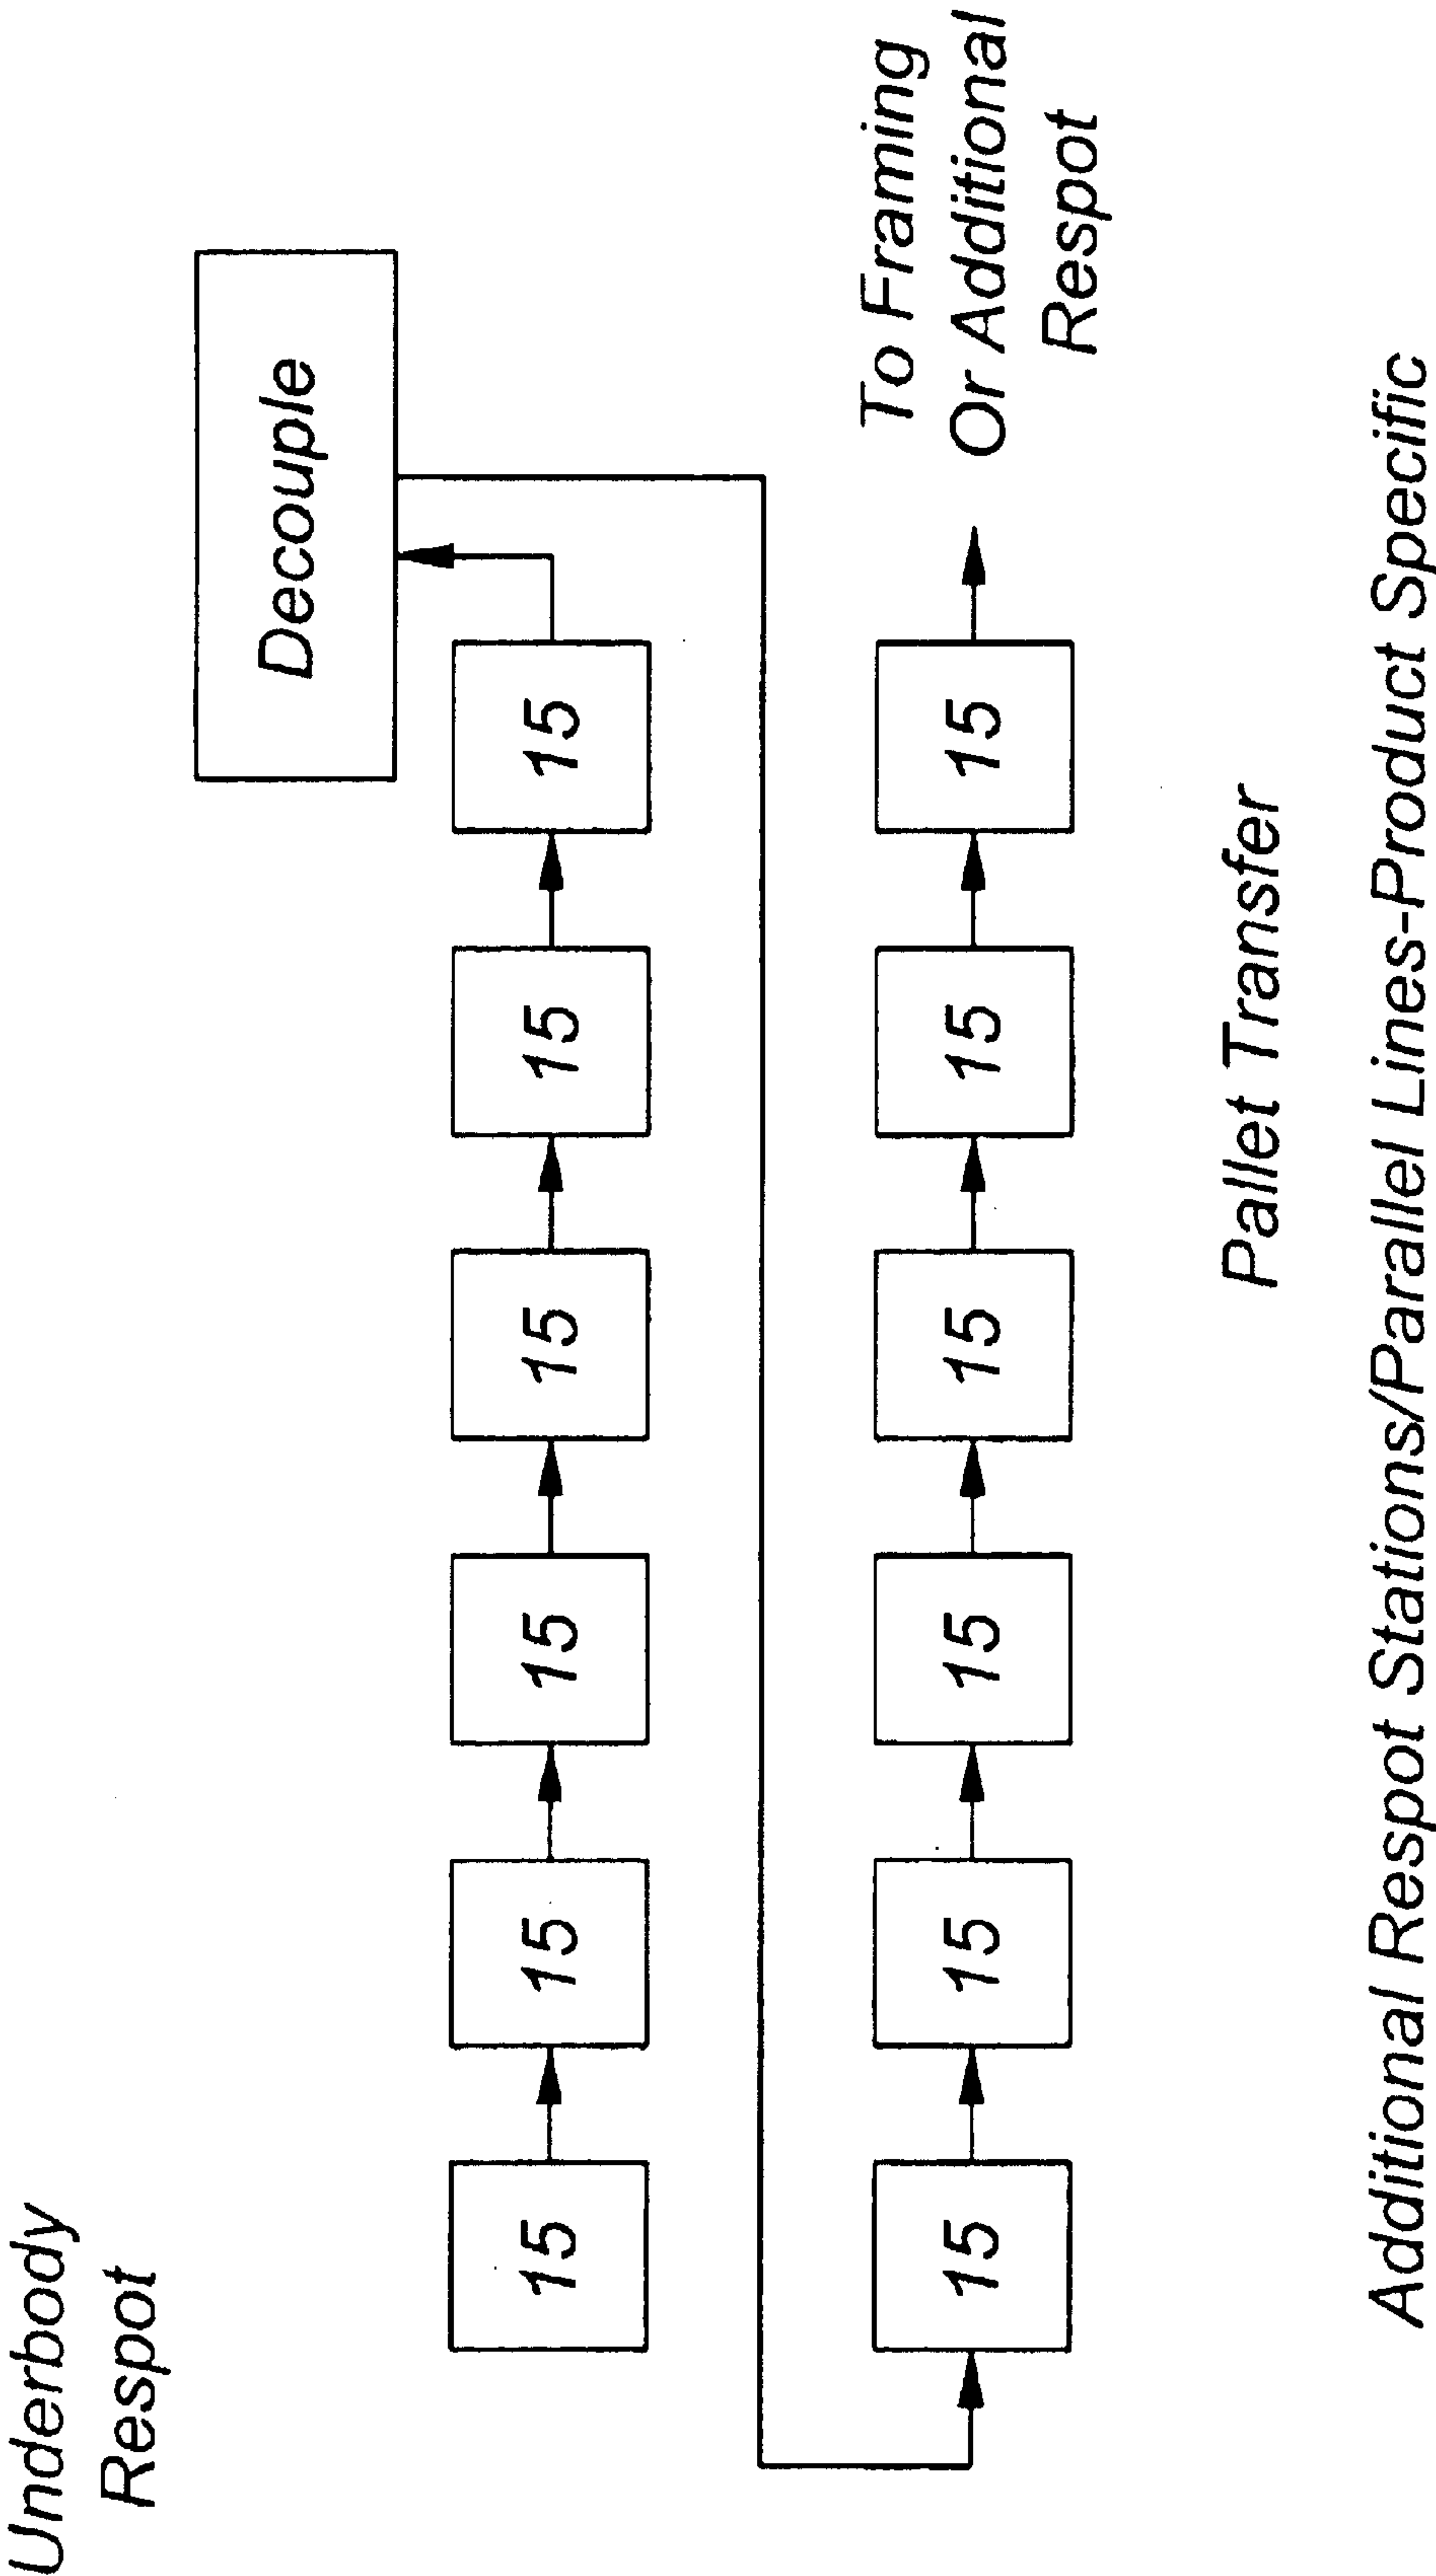 Underbody
Respot
Decouple
15
15
15
15
15
15
15
15
15
15
15
15
To Framing
Or Additional
Respot
Pallet Transfer
Additional Respot Stations/Parallel Lines-Product Specific